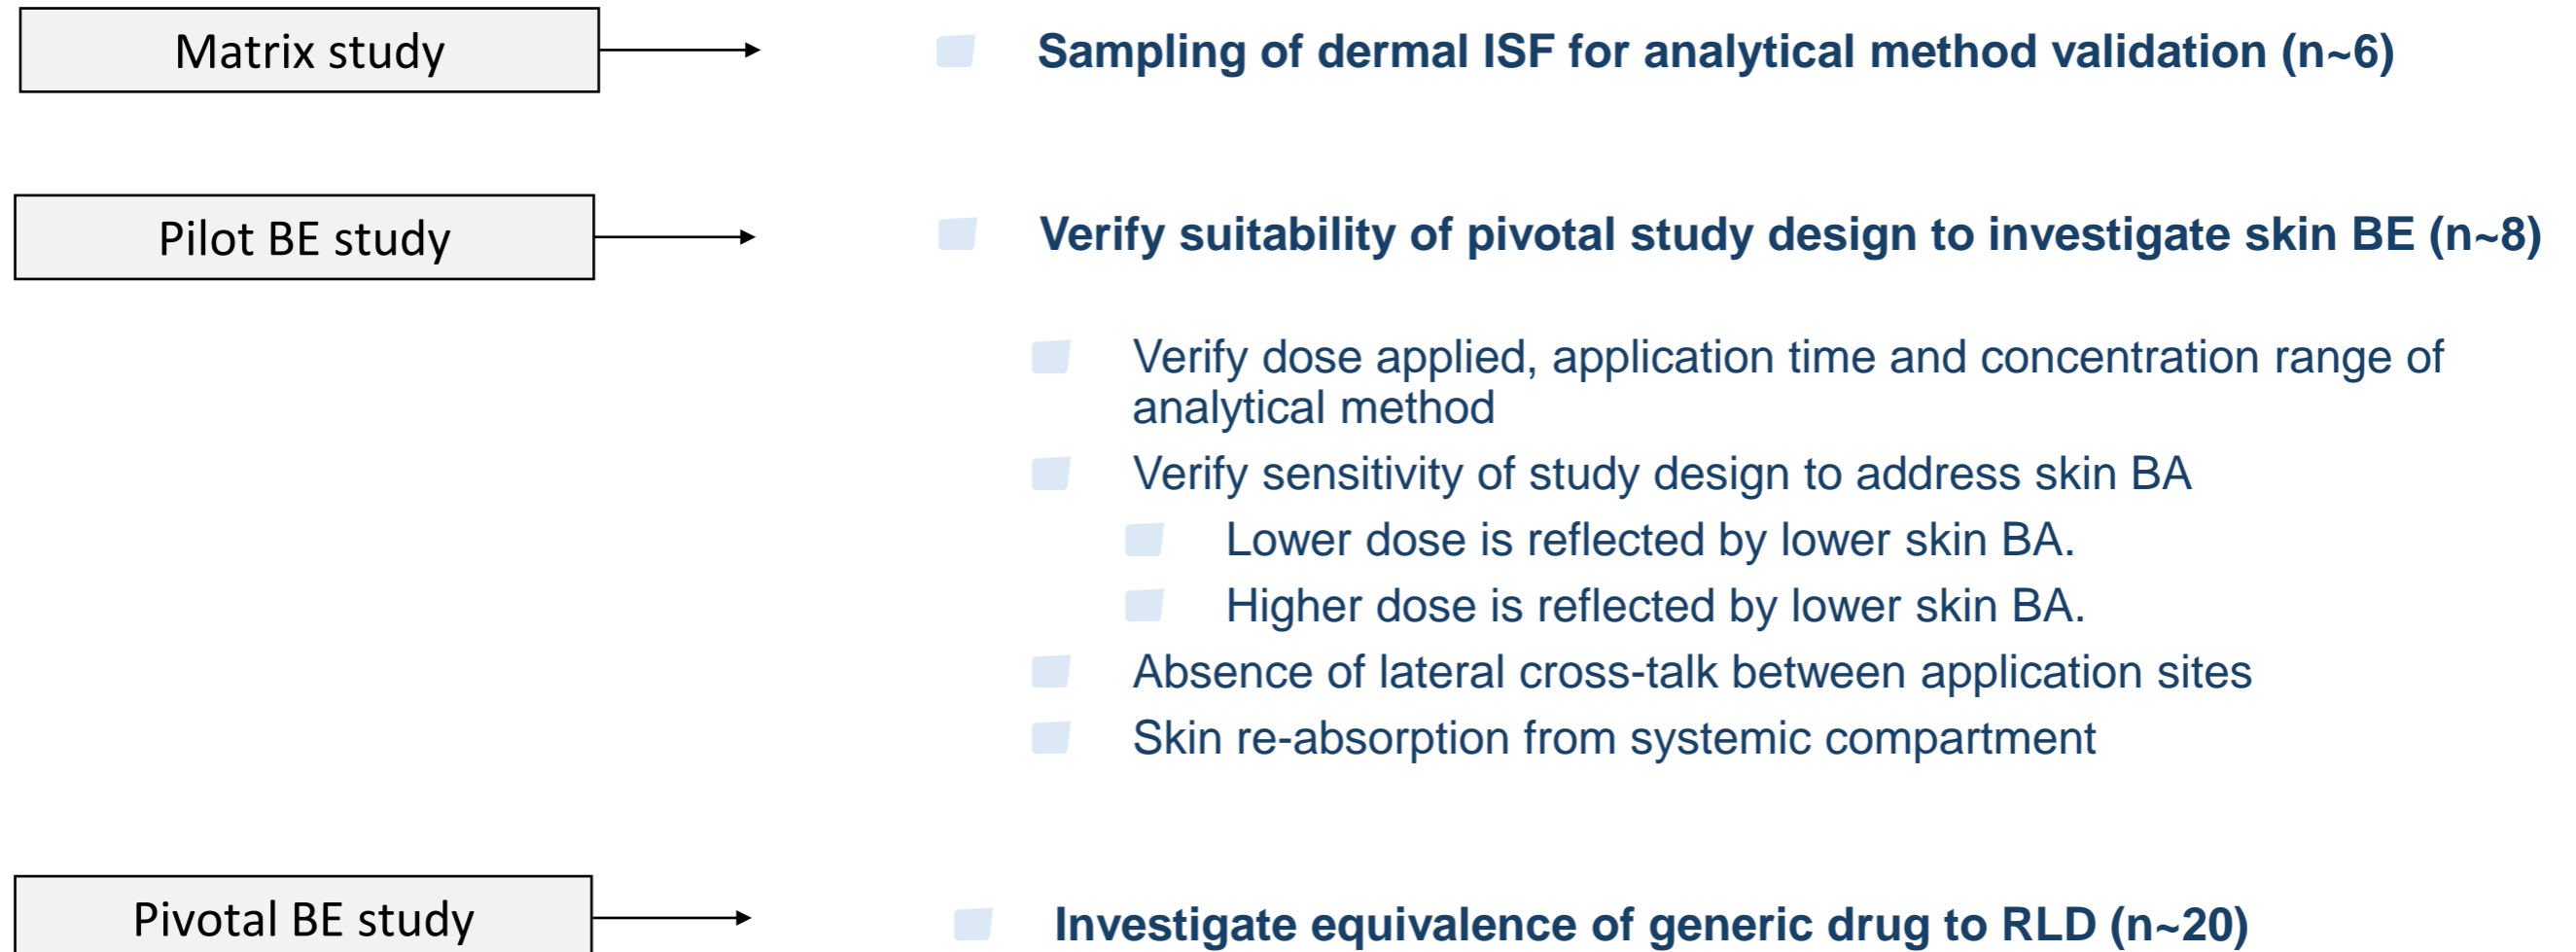 Matrix study
Sampling of dermal ISF for analytical method validation (n~6)
Pilot BE study
Verify suitability of pivotal study design to investigate skin BE (n~8)
Verify dose applied, application time and concentration range of
analytical method
Verify sensitivity of study design to address skin BA
Lower dose is reflected by lower skin BA.
Higher dose is reflected by lower skin BA.
Absence of lateral cross-talk between application sites
Skin re-absorption from systemic compartment
Pivotal BE study
Investigate equivalence of generic drug to RLD (n~20)